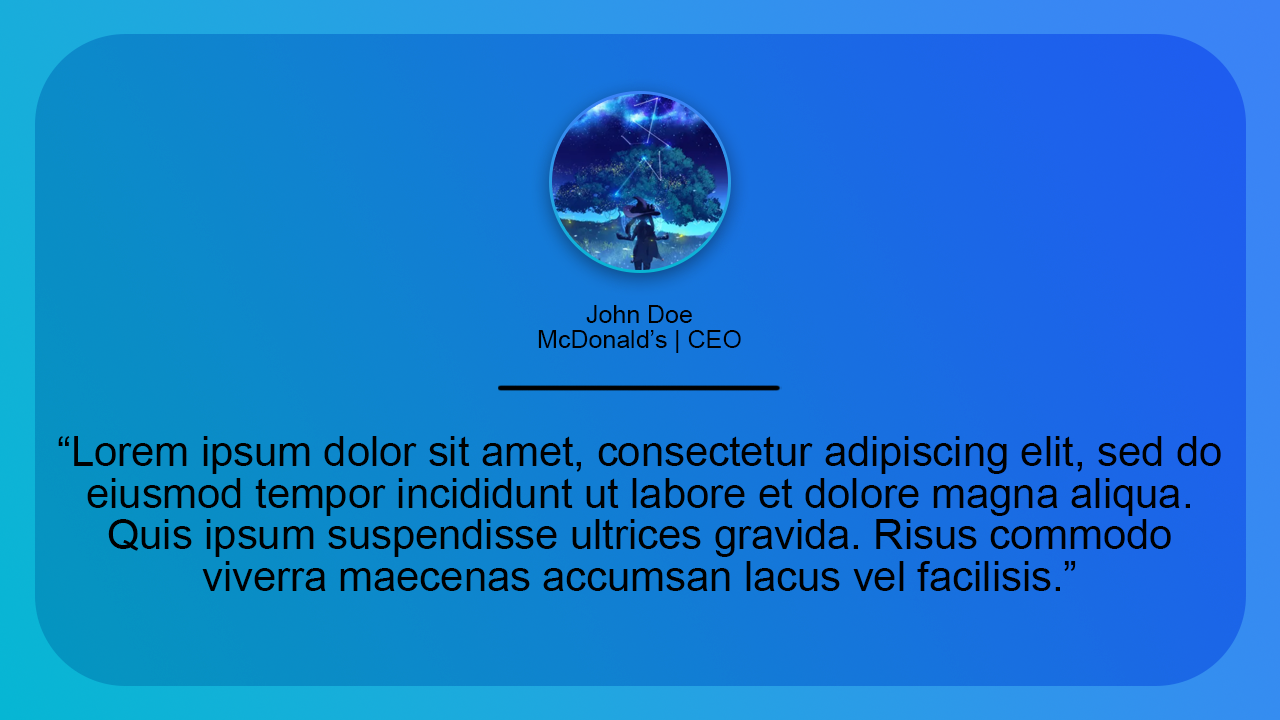 John Doe
McDonald’s | CEO
“Lorem ipsum dolor sit amet, consectetur adipiscing elit, sed do
eiusmod tempor incididunt ut labore et dolore magna aliqua.
Quis ipsum suspendisse ultrices gravida. Risus commodo
viverra maecenas accumsan lacus vel facilisis.”